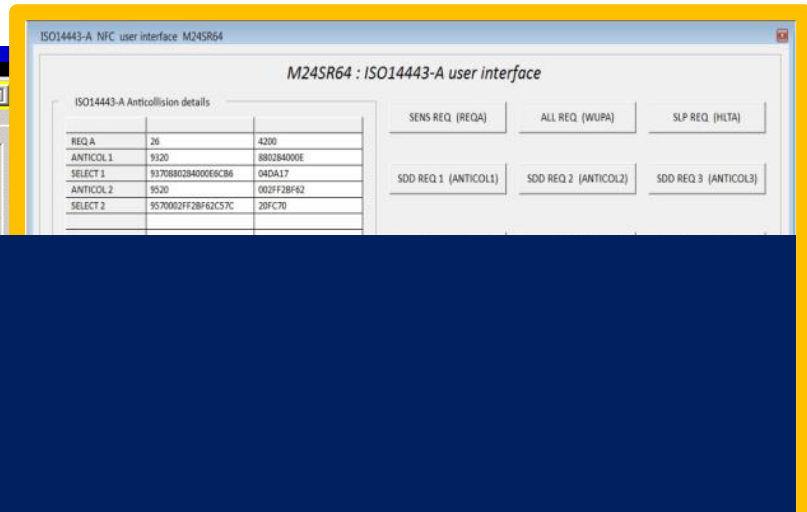 ISO14443-A NFC user interface M24SR64
M24SR64 : ISO14443-A user interface
ISO14443-A Anticollision details
SENS REQ (REQA) ALL REQ (WUPA) SLP REQ (HLTA)
REQ A 26 4200
ANTICOL 1 9320 880284000E
SELECT 1 9370880284000E6CB6 04DA17
ANTICOL 2 9520 002FF2BF62
SELECT 2 9570002FF2BF62C57C 20FC70
SDD REQ 1 (ANTICOL1) SDD REQ 2 (ANTICOL2) SDD REQ 3 (ANTICOL3)